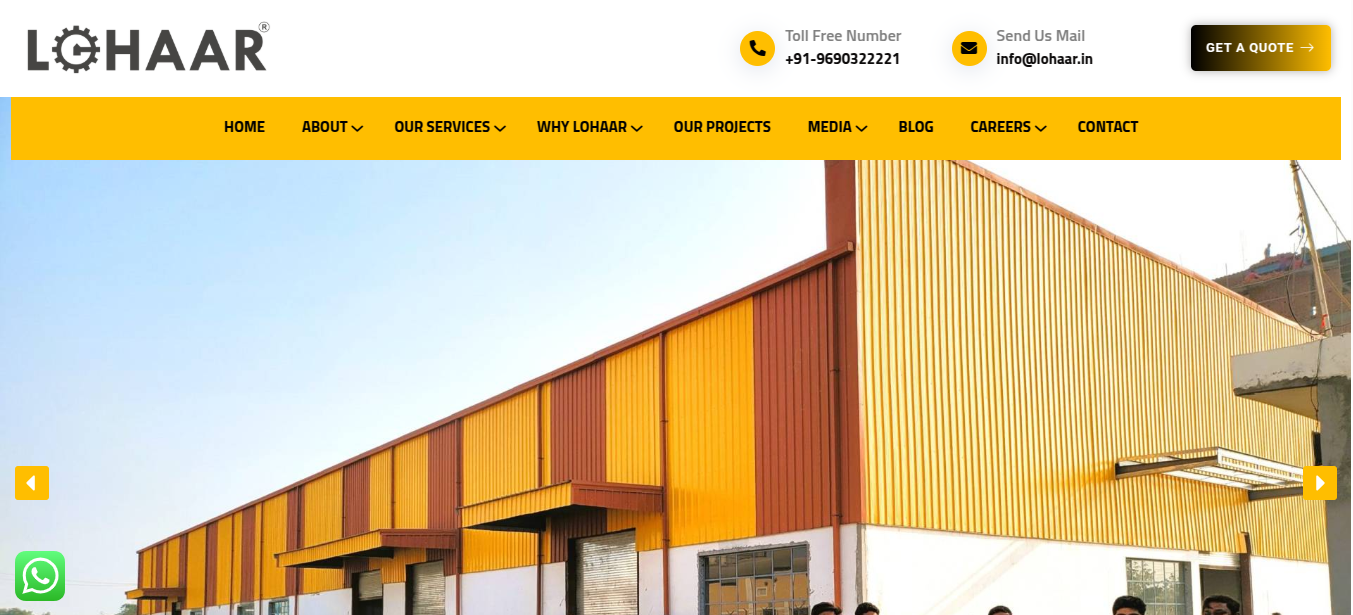 LOHAAR®
Toll Free Number
+91-9690322221
Send Us Mail
info@lohaar.in
GET A QUOTE
HOME ABOUT OUR SERVICES WHY LOHAAR OUR PROJECTS MEDIA BLOG CAREERS CONTACT